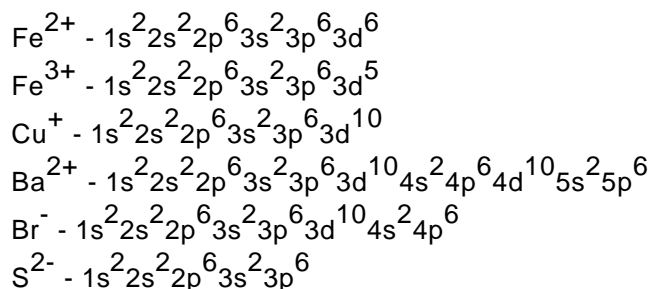 Fe²⁺ - 1s²2s²2p⁶3s²3p⁶3d⁶
Fe³⁺ - 1s²2s²2p⁶3s²3p⁶3d⁵
Cu⁺ - 1s²2s²2p⁶3s²3p⁶3d¹⁰
Ba²⁺ - 1s²2s²2p⁶3s²3p⁶3d¹⁰4s²4p⁶4d¹⁰5s²5p⁶
Br⁻ - 1s²2s²2p⁶3s²3p⁶3d¹⁰4s²4p⁶
S²⁻ - 1s²2s²2p⁶3s²3p⁶